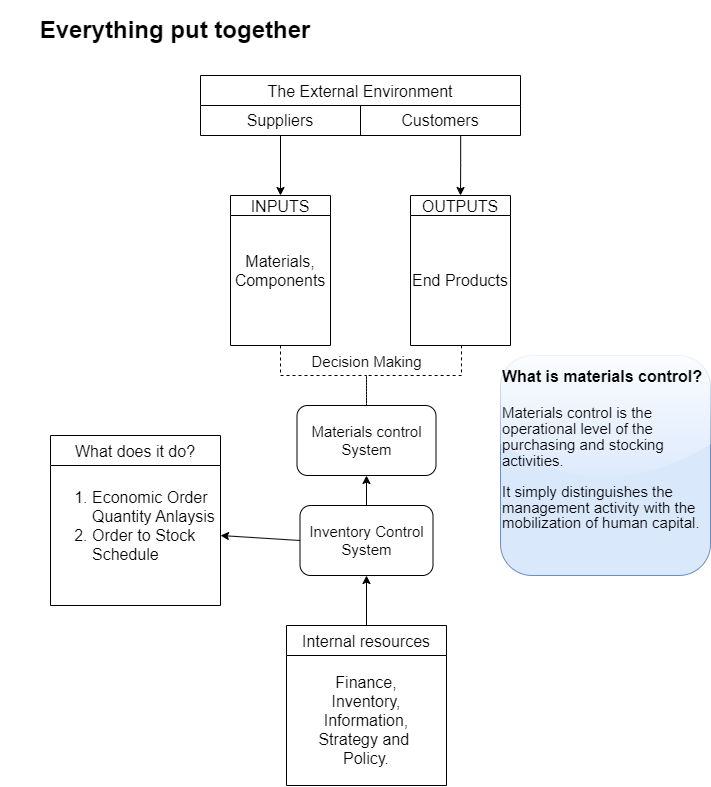 Everything put together
The External Environment
Suppliers
Customers
INPUTS
OUTPUTS
Materials,
Components
End Products
Decision Making
What is materials control?
Materials control is the
operational level of the
purchasing and stocking
activities.
It simply distinguishes the
management activity with the
mobilization of human capital.
Materials control
System
What does it do?
1. Economic Order
Quantity Anlaysis
2. Order to Stock
Schedule
Inventory Control
System
Internal resources
Finance,
Inventory,
Information,
Strategy and
Policy.